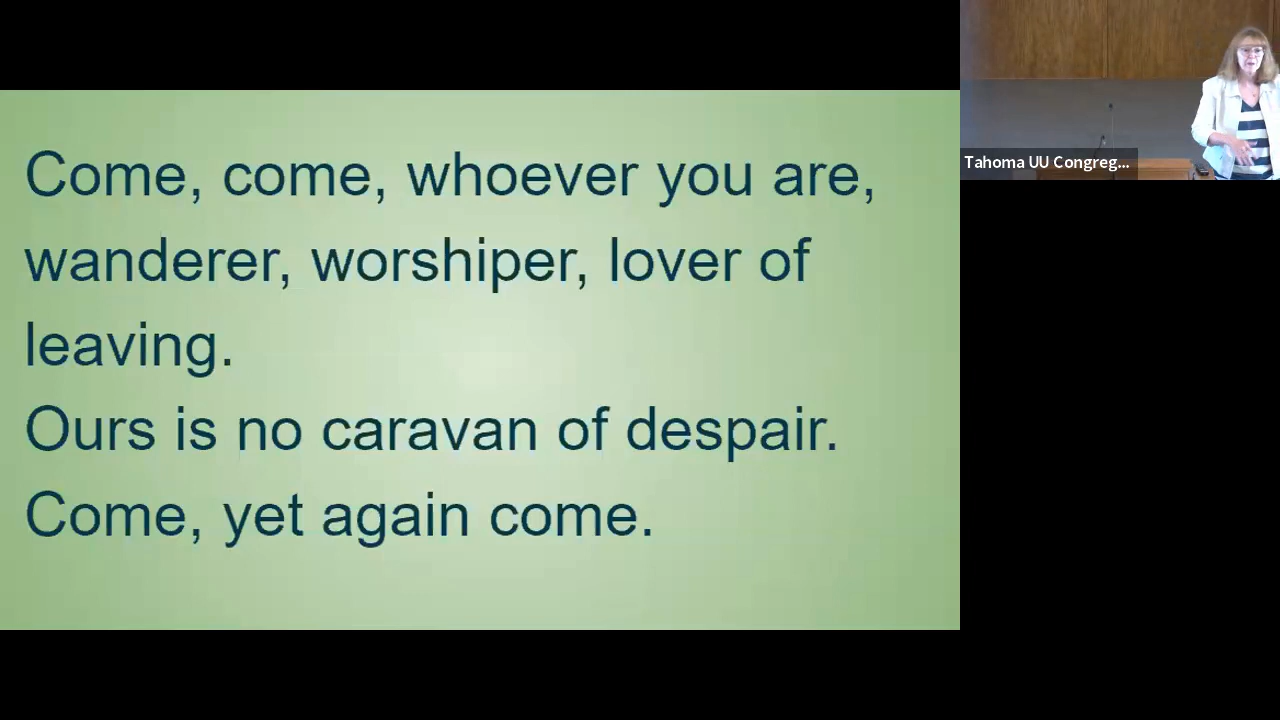 Come, come, whoever you are,
wanderer, worshiper, lover of
leaving.
Ours is no caravan of despair.
Come, yet again come.
Tahoma UU Congreg...